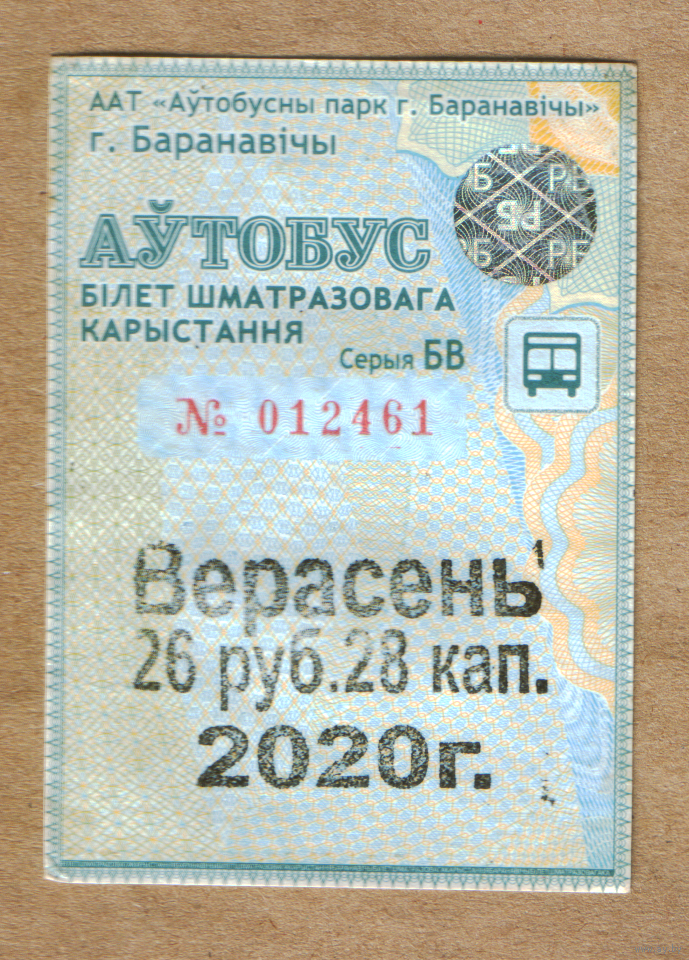 ААТ «Аўтобусны парк г. Баранавічы»
г. Баранавічы
АЎТОБУС
БІЛЕТ ШМАТРАЗОВАГА
КАРЫСТАННЯ
Серыя БВ
№ 012461
Верасень
26 руб.28 кап.
2020г.
РБ